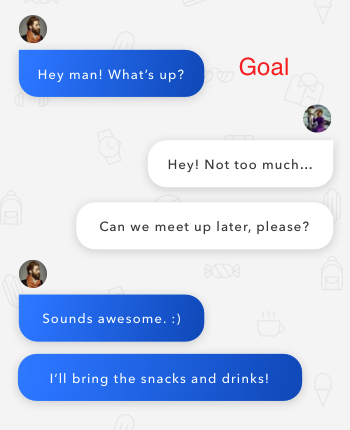 Hey man! What's up?
Goal
Hey! Not too much...
Can we meet up later, please?
Sounds awesome. :)
I'll bring the snacks and drinks!